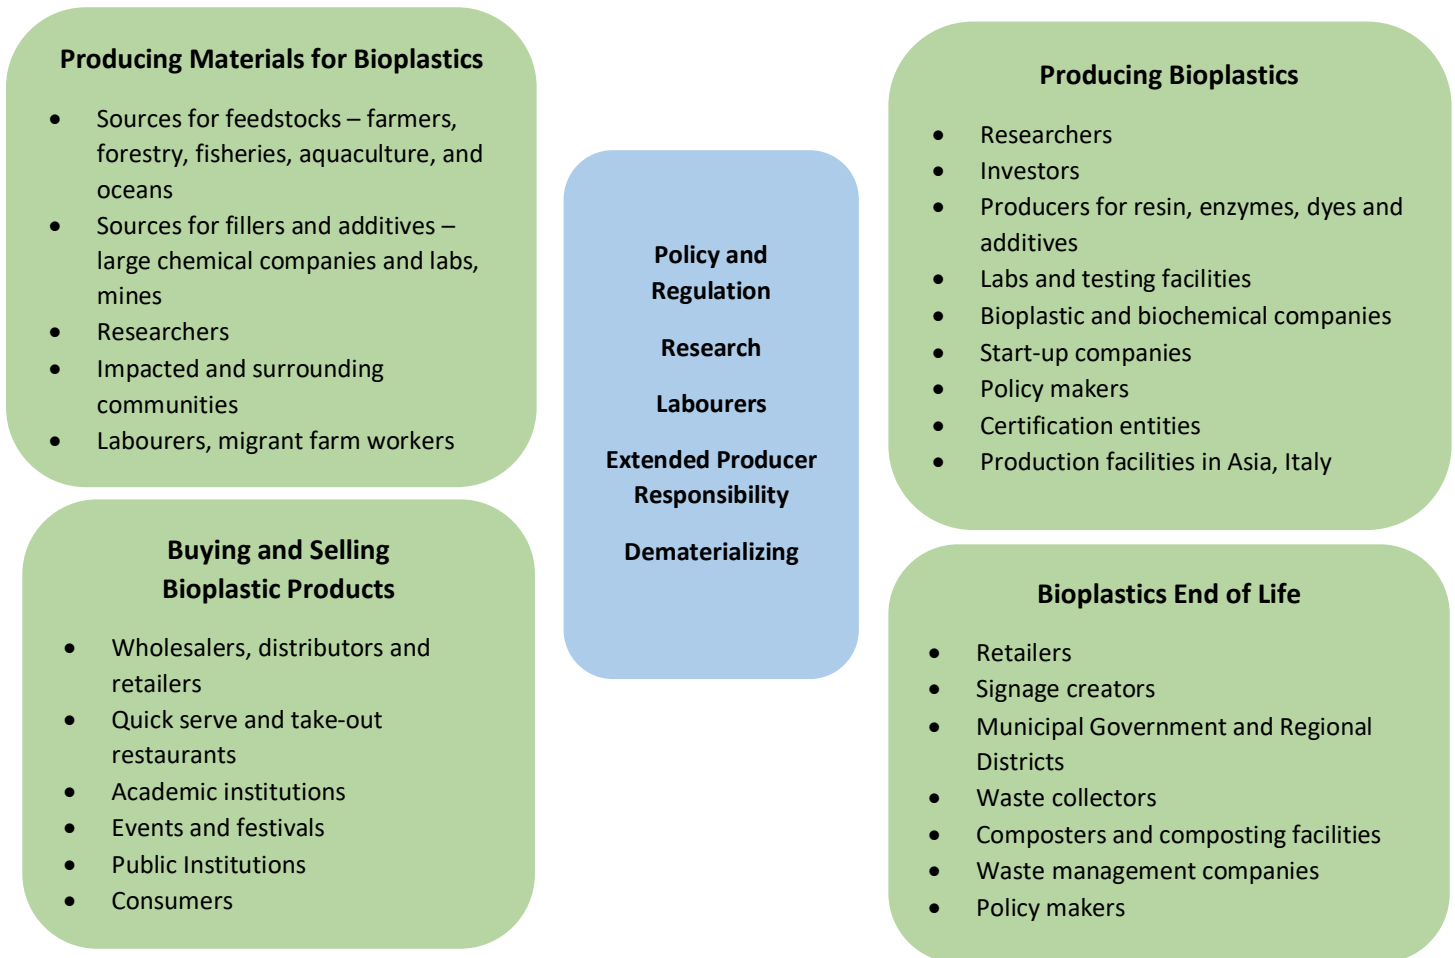 Producing Materials for Bioplastics
• Sources for feedstocks – farmers,
forestry, fisheries, aquaculture, and
oceans
• Sources for fillers and additives –
large chemical companies and labs,
mines
• Researchers
• Impacted and surrounding
communities
• Labourers, migrant farm workers
Policy and
Regulation
Research
Labourers
Extended Producer
Responsibility
Dematerializing
Producing Bioplastics
• Researchers
• Investors
• Producers for resin, enzymes, dyes and
additives
• Labs and testing facilities
• Bioplastic and biochemical companies
• Start-up companies
• Policy makers
• Certification entities
• Production facilities in Asia, Italy
Buying and Selling
Bioplastic Products
• Wholesalers, distributors and
retailers
• Quick serve and take-out
restaurants
• Academic institutions
• Events and festivals
• Public Institutions
• Consumers
Bioplastics End of Life
• Retailers
• Signage creators
• Municipal Government and Regional
Districts
• Waste collectors
• Composters and composting facilities
• Waste management companies
• Policy makers